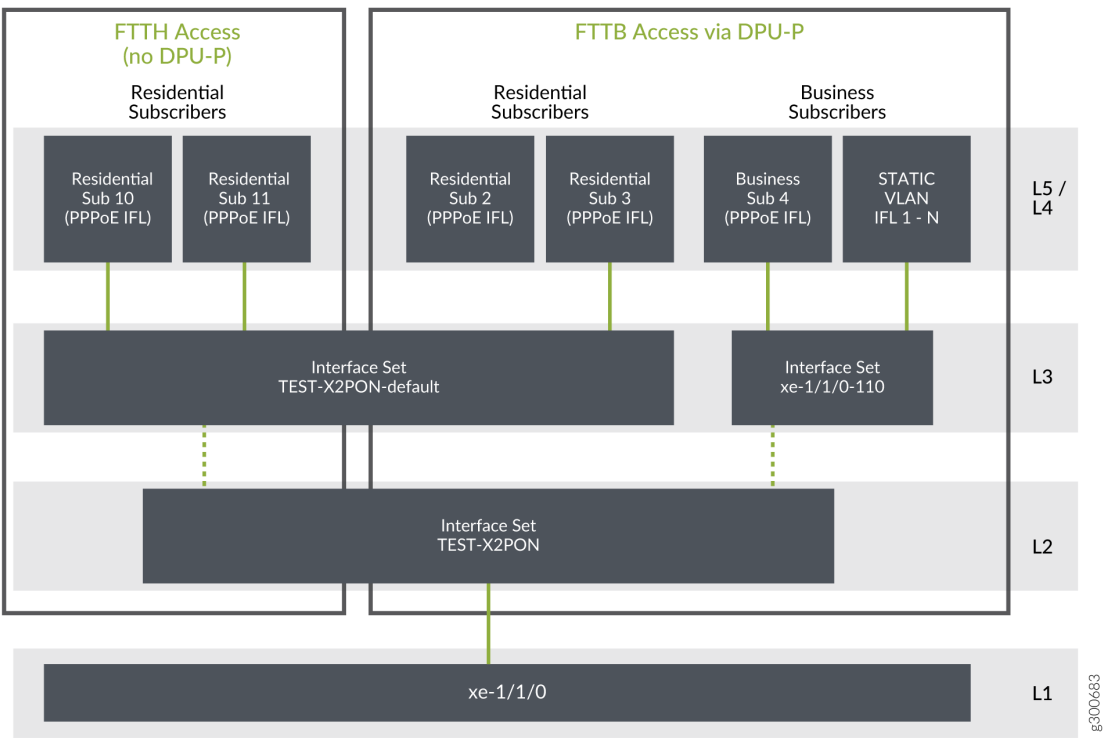 FTTH Access
(no DPU-P)
FTTB Access via DPU-P
Residential
Subscribers
Residential
Subscribers
Business
Subscribers
Residential
Sub 10
(PPPoE IFL)
Residential
Sub 11
(PPPoE IFL)
Residential
Sub 2
(PPPoE IFL)
Residential
Sub 3
(PPPoE IFL)
Business
Sub 4
(PPPoE IFL)
STATIC
VLAN
IFL 1 - N
L5 /
L4
Interface Set
TEST-X2PON-default
Interface Set
xe-1/1/0-110
L3
Interface Set
TEST-X2PON
L2
xe-1/1/0
L1
g300683